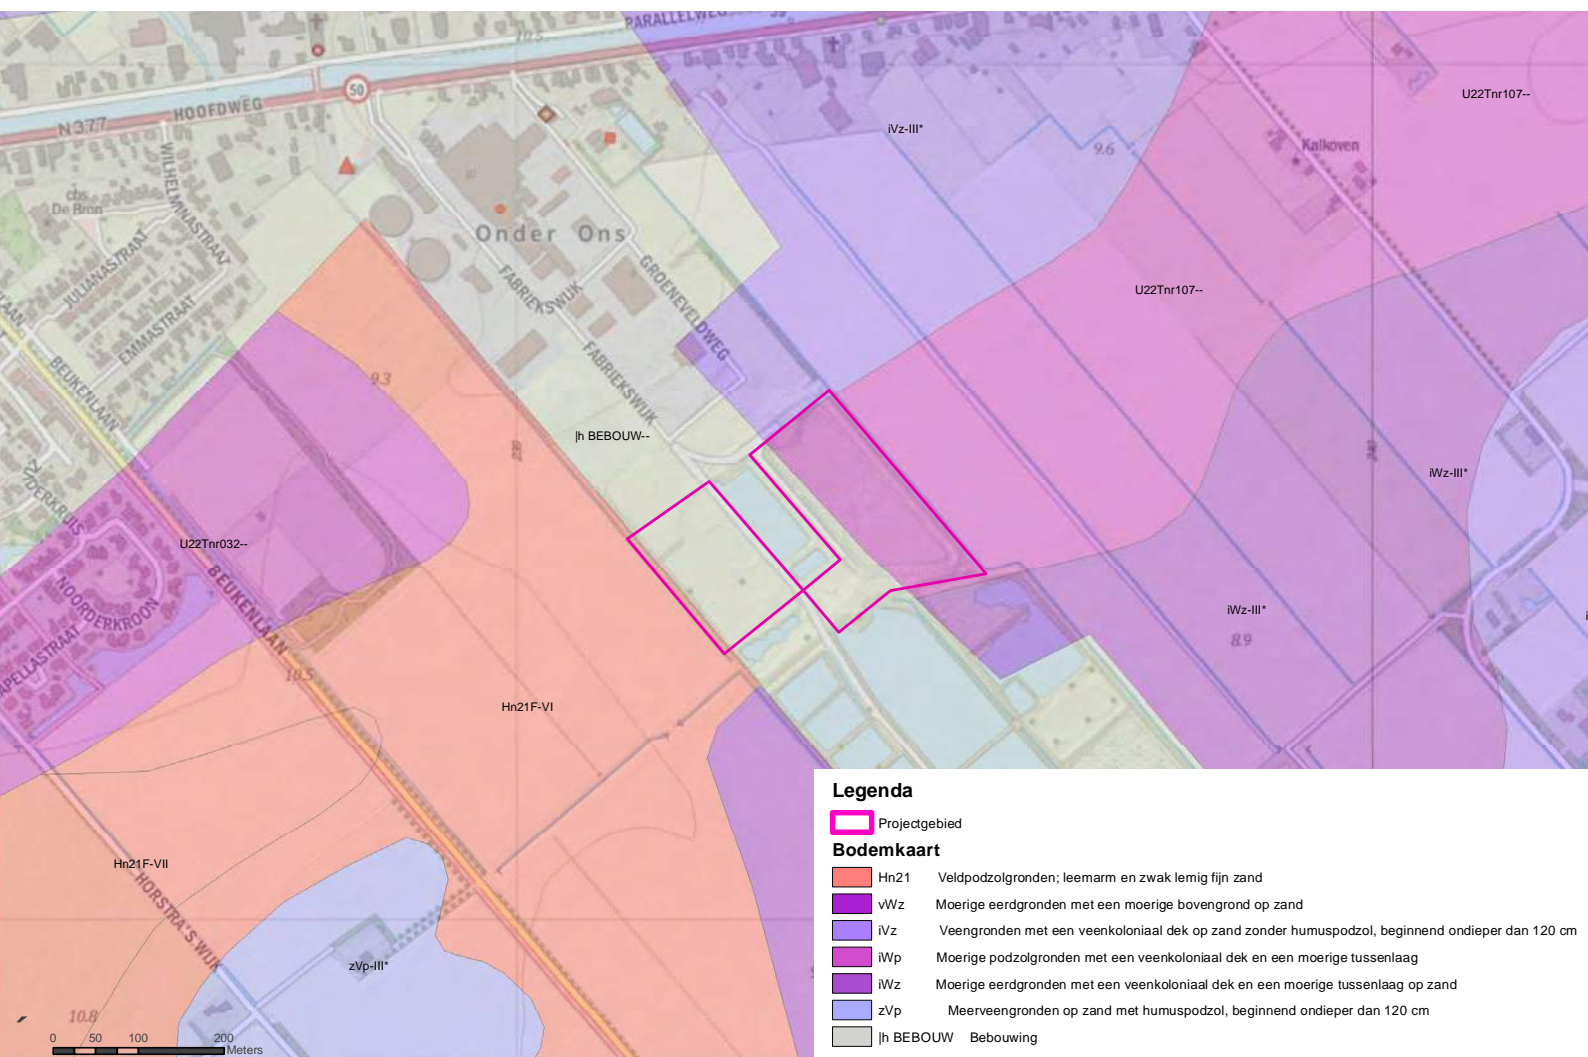 PARALLELWEG
10.5
HOOFDWEG
50
N377
U22Tnr107--
iVz-III*
9.6
Kalkoven
WILHELMINASTRAAT
cbs
De Bron
Onder Ons
JULIANASTRAAT
FABRIEKSWIJK
GROENEVELDWEG
EMMASTRAAT
U22Tnr107--
BEUKENLAAN
9.3
FABRIEKSWIJK
|h BEBOUW--
239
240
iWz-III*
U22Tnr032--
BEUKENLAAN
NOORDERKROON
iWz-III*
8.9
10.5
Hn21F-VI
Hn21F-VII
HORSTRA'S WIJK
zVp-III*
10.8
0 50 100 200
Meters
Legenda
Projectgebied
Bodemkaart
Hn21 Veldpodzolgronden; leemarm en zwak lemig fijn zand
vWz Moerige eerdgronden met een moerige bovengrond op zand
iVz Veengronden met een veenkoloniaal dek op zand zonder humuspodzol, beginnend ondieper dan 120 cm
iWp Moerige podzolgronden met een veenkoloniaal dek en een moerige tussenlaag
iWz Moerige eerdgronden met een veenkoloniaal dek en een moerige tussenlaag op zand
zVp Meerveengronden op zand met humuspodzol, beginnend ondieper dan 120 cm
|h BEBOUW Bebouwing